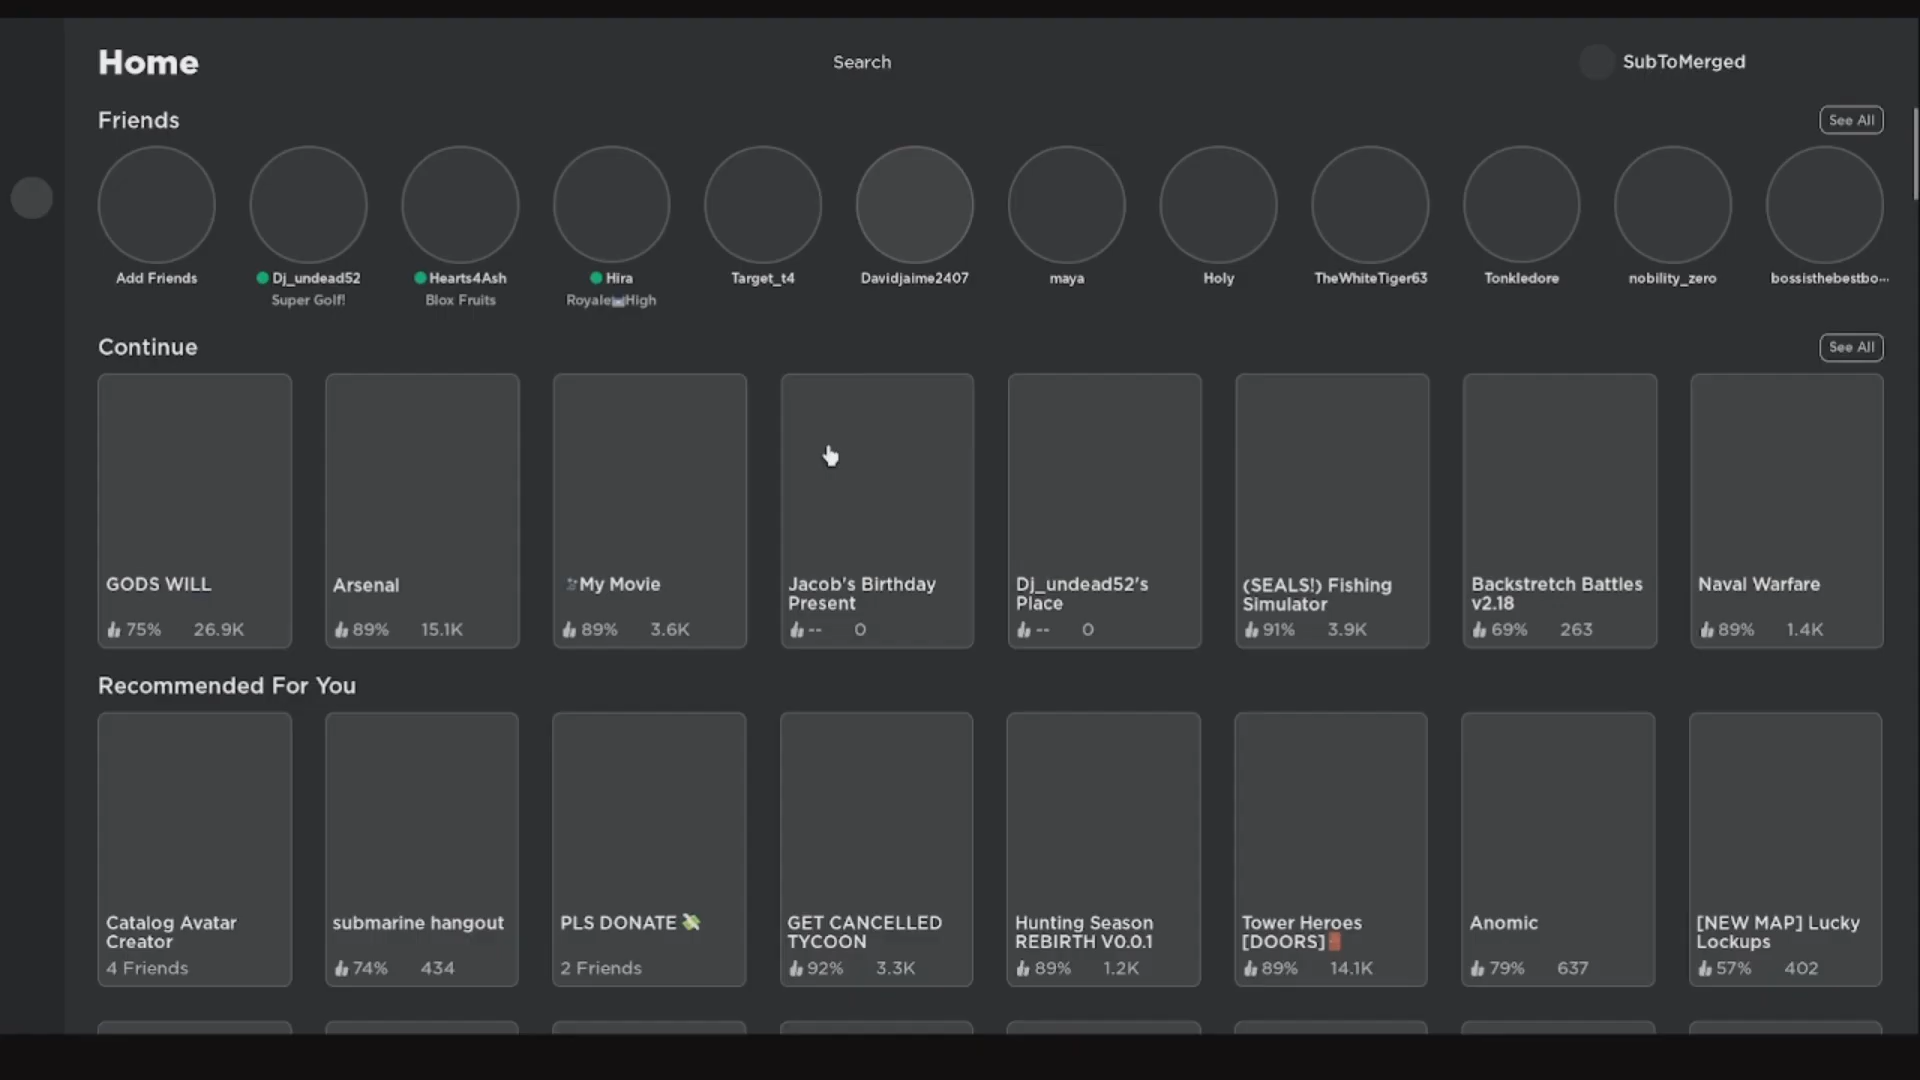 Home
Search
SubToMerged
Friends
See All
Add Friends
Dj_undead52
Super Golf!
Hearts4Ash
Blox Fruits
Hira
Royale High
Target_t4
Davidjaime2407
maya
Holy
TheWhiteTiger63
Tonkledore
nobility_zero
bossisthebestbo...
Continue
See All
GODS WILL
75% 26.9K
Arsenal
89% 15.1K
My Movie
89% 3.6K
Jacob's Birthday
Present
-- 0
Dj_undead52's
Place
-- 0
(SEALS!) Fishing
Simulator
91% 3.9K
Backstretch Battles
v2.18
69% 263
Naval Warfare
89% 1.4K
Recommended For You
Catalog Avatar
Creator
4 Friends
submarine hangout
74% 434
PLS DONATE 💸
2 Friends
GET CANCELLED
TYCOON
92% 3.3K
Hunting Season
REBIRTH V0.0.1
89% 1.2K
Tower Heroes
[DOORS]🚪
89% 14.1K
Anomic
79% 637
[NEW MAP] Lucky
Lockups
57% 402